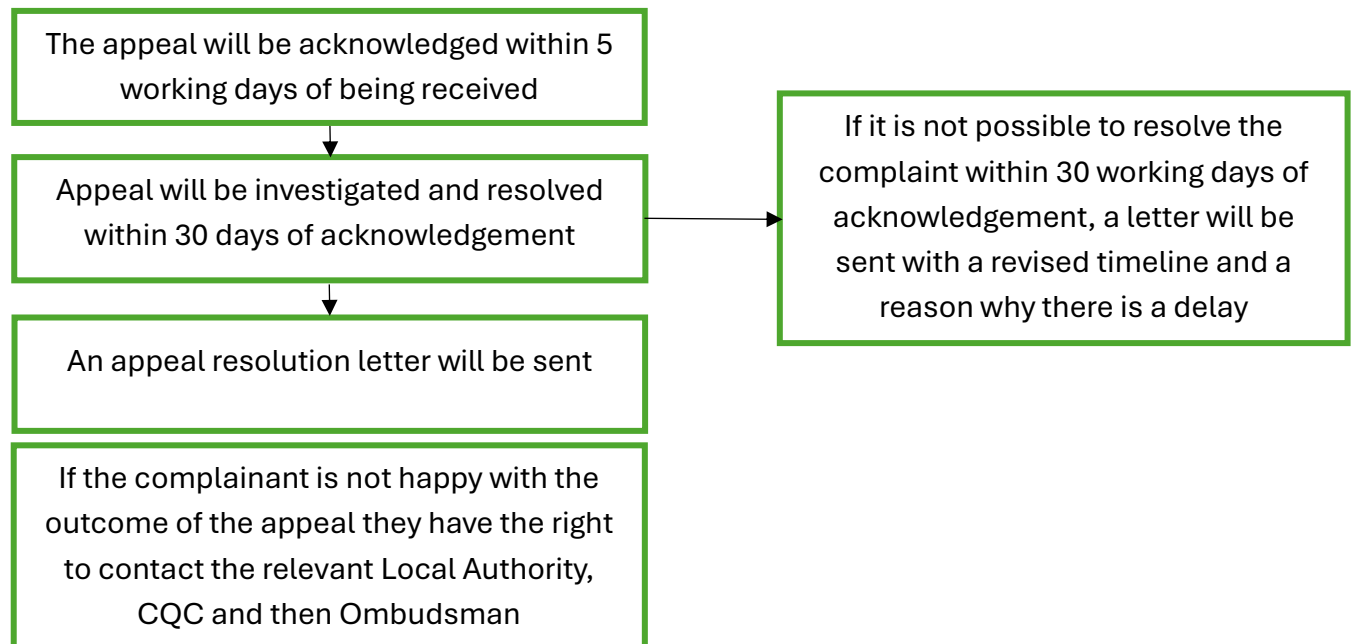 The appeal will be acknowledged within 5
working days of being received
Appeal will be investigated and resolved
within 30 days of acknowledgement
If it is not possible to resolve the
complaint within 30 working days of
acknowledgement, a letter will be
sent with a revised timeline and a
reason why there is a delay
An appeal resolution letter will be sent
If the complainant is not happy with the
outcome of the appeal they have the right
to contact the relevant Local Authority,
CQC and then Ombudsman